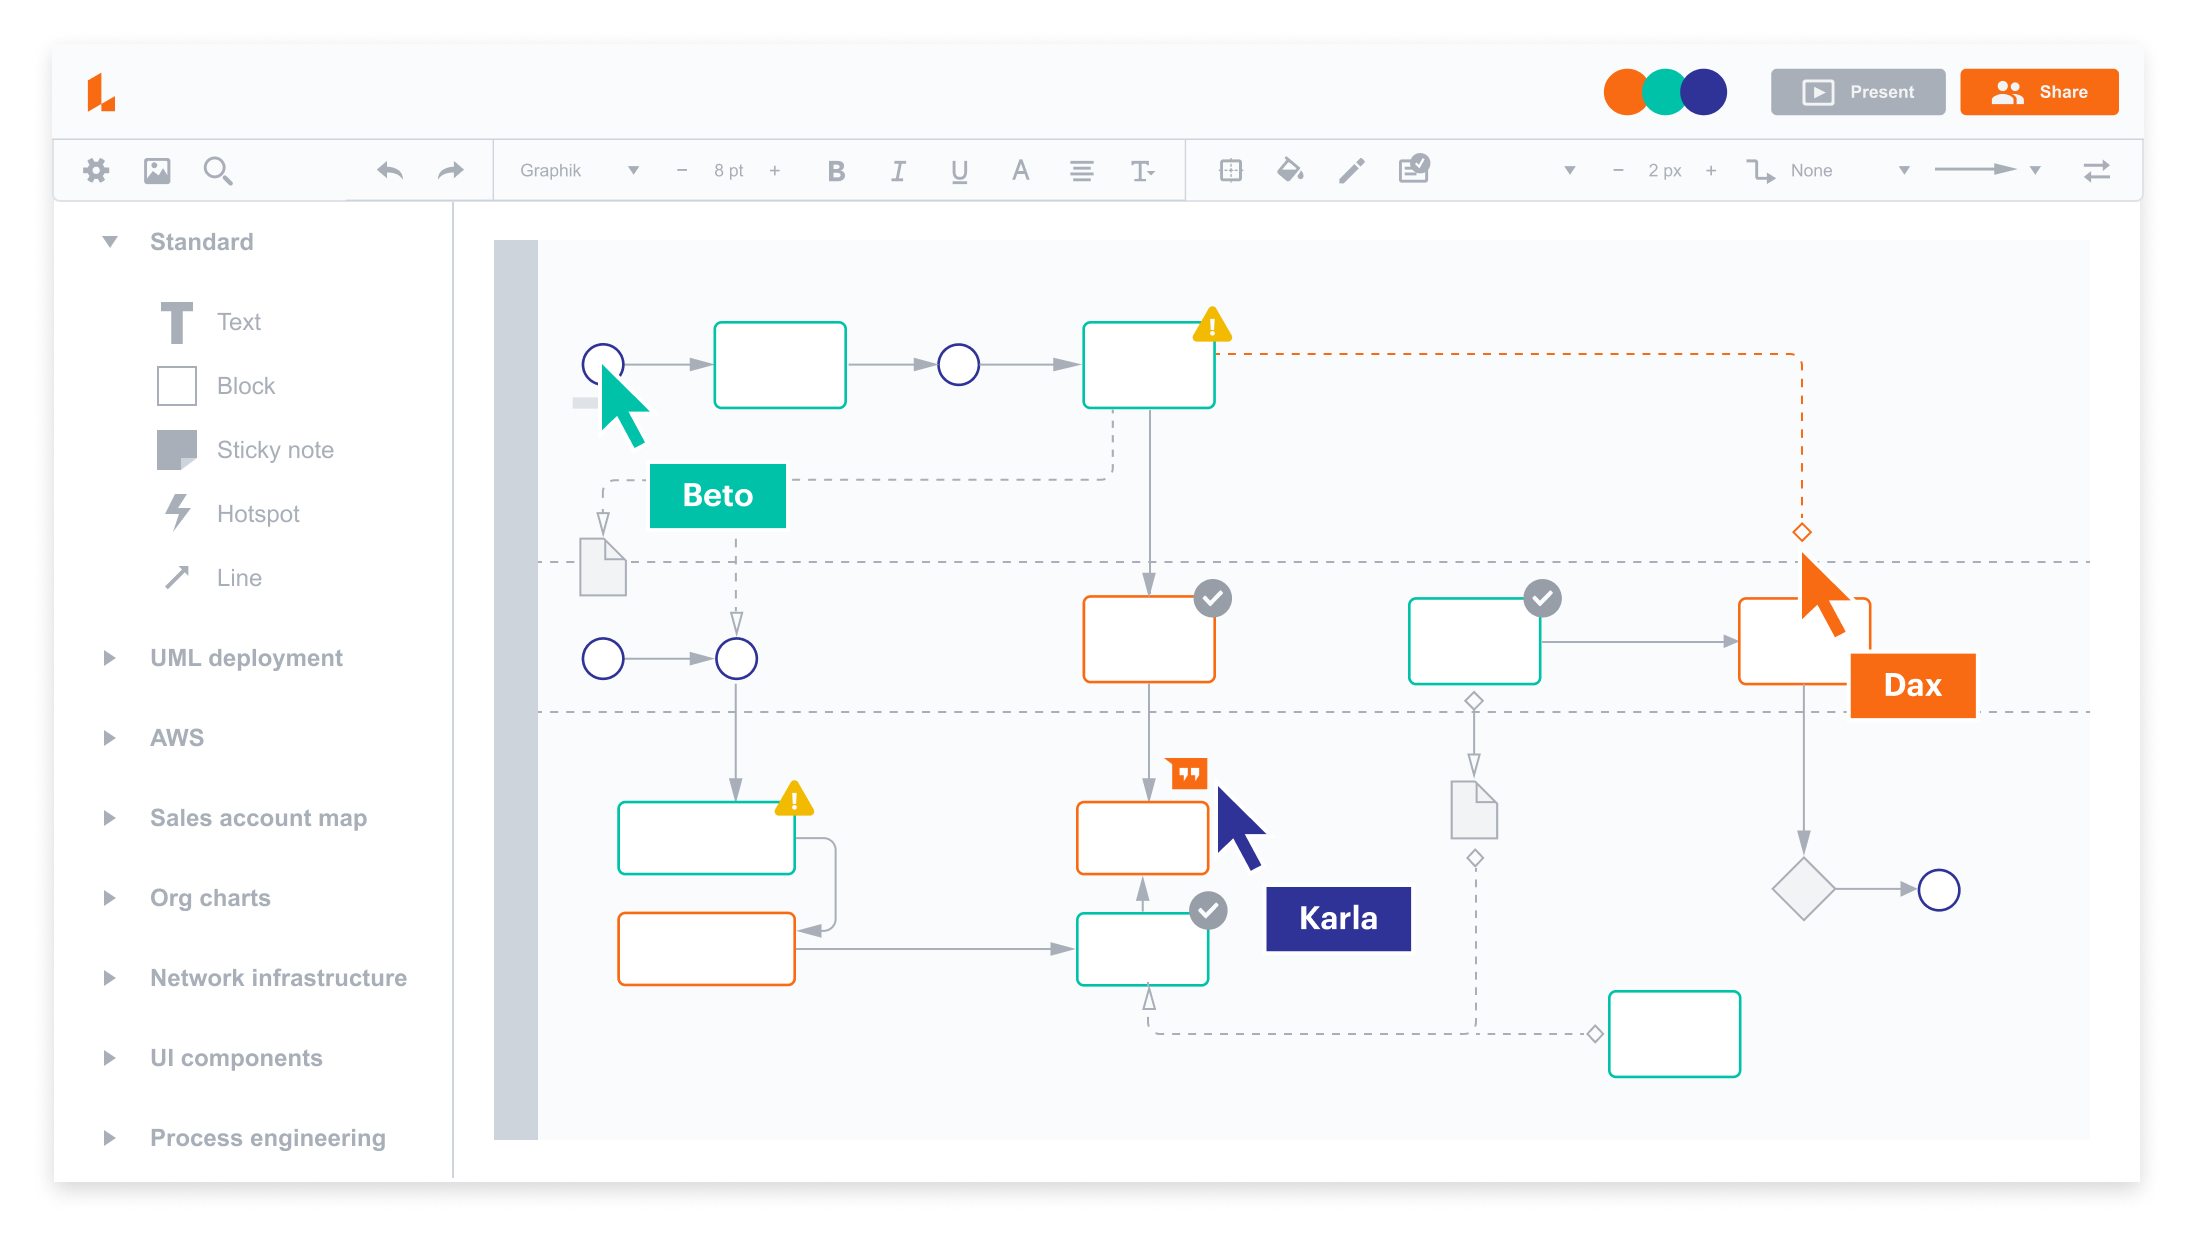 Present
Share
Graphik
− 8 pt +
B I U A T
− 2 px +
None
Standard
T Text
Block
Sticky note
Hotspot
Line
UML deployment
AWS
Sales account map
Org charts
Network infrastructure
UI components
Process engineering
Beto
Dax
Karla